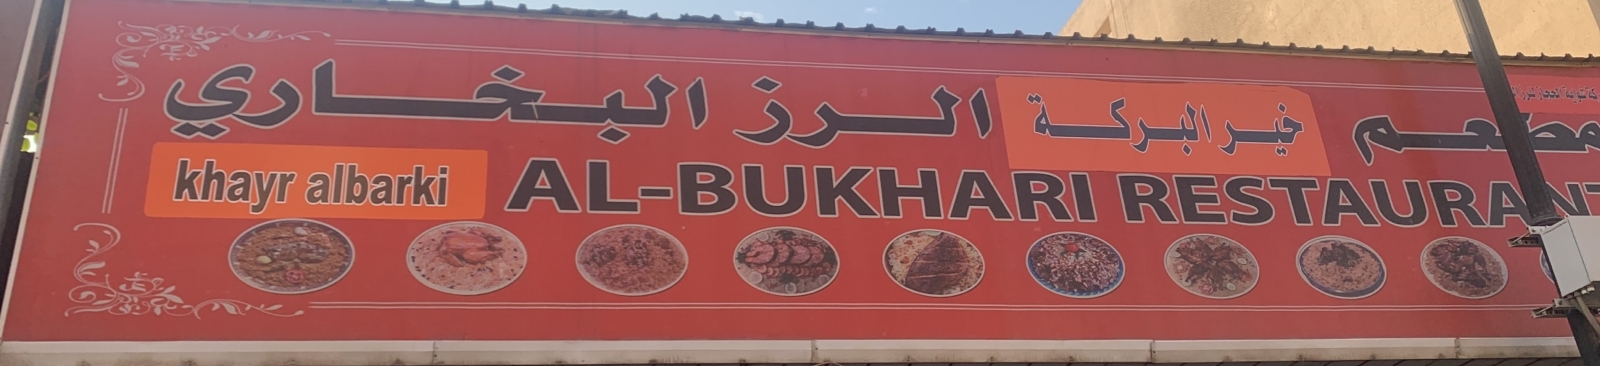 مطعم خير البركة الرز البخاري
khayr albarki AL-BUKHARI RESTAURANT